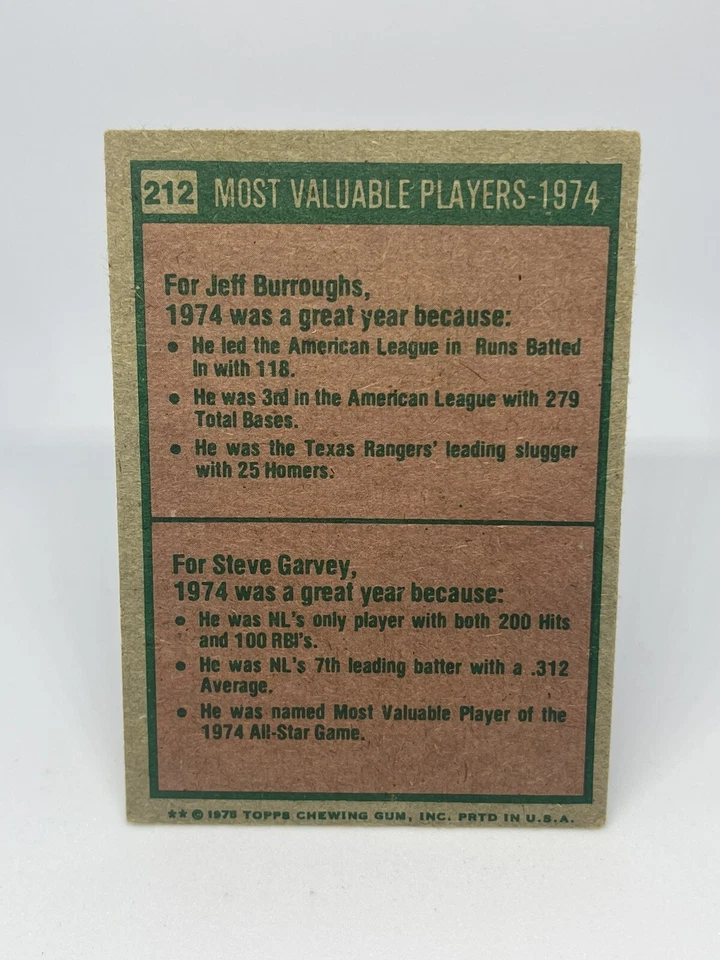 212 MOST VALUABLE PLAYERS-1974
For Jeff Burroughs,
1974 was a great year because:
• He led the American League in Runs Batted
In with 118.
• He was 3rd in the American League with 279
Total Bases.
• He was the Texas Rangers' leading slugger
with 25 Homers.
For Steve Garvey,
1974 was a great year because:
• He was NL's only player with both 200 Hits
and 100 RBI's.
• He was NL's 7th leading batter with a .312
Average.
• He was named Most Valuable Player of the
1974 All-Star Game.
★★ © 1975 TOPPS CHEWING GUM, INC. PRTD IN U.S.A.